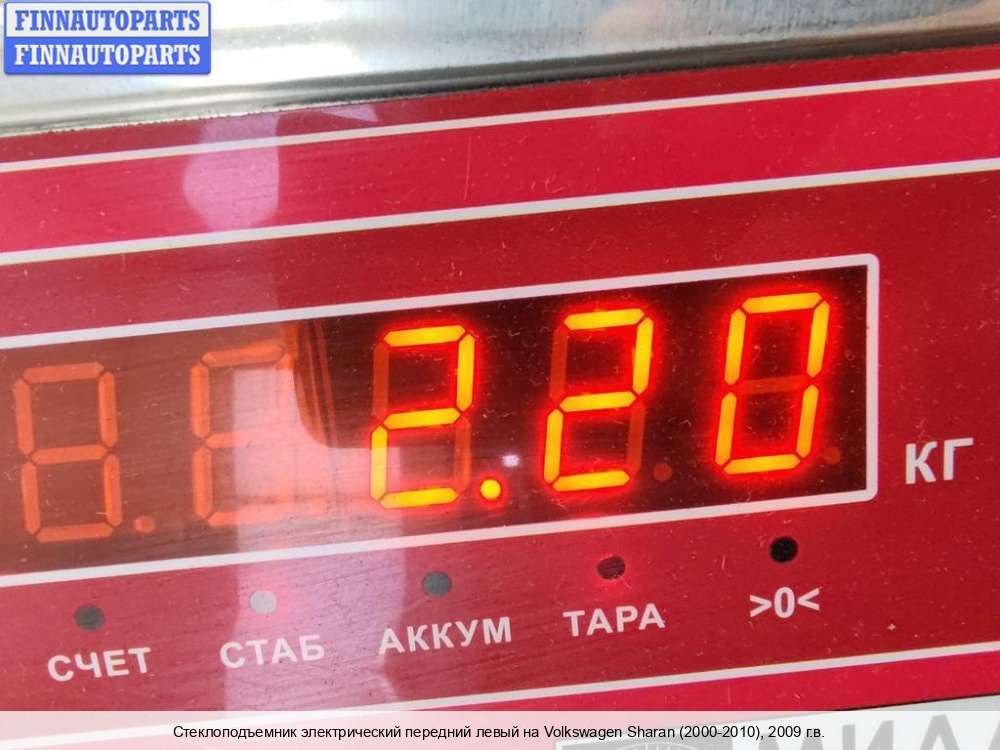 FINNAUTOPARTS
FINNAUTOPARTS
2.20
КГ
СЧЕТ СТАБ АККУМ ТАРА >0<
Стеклоподъемник электрический передний левый на Volkswagen Sharan (2000-2010), 2009 г.в.